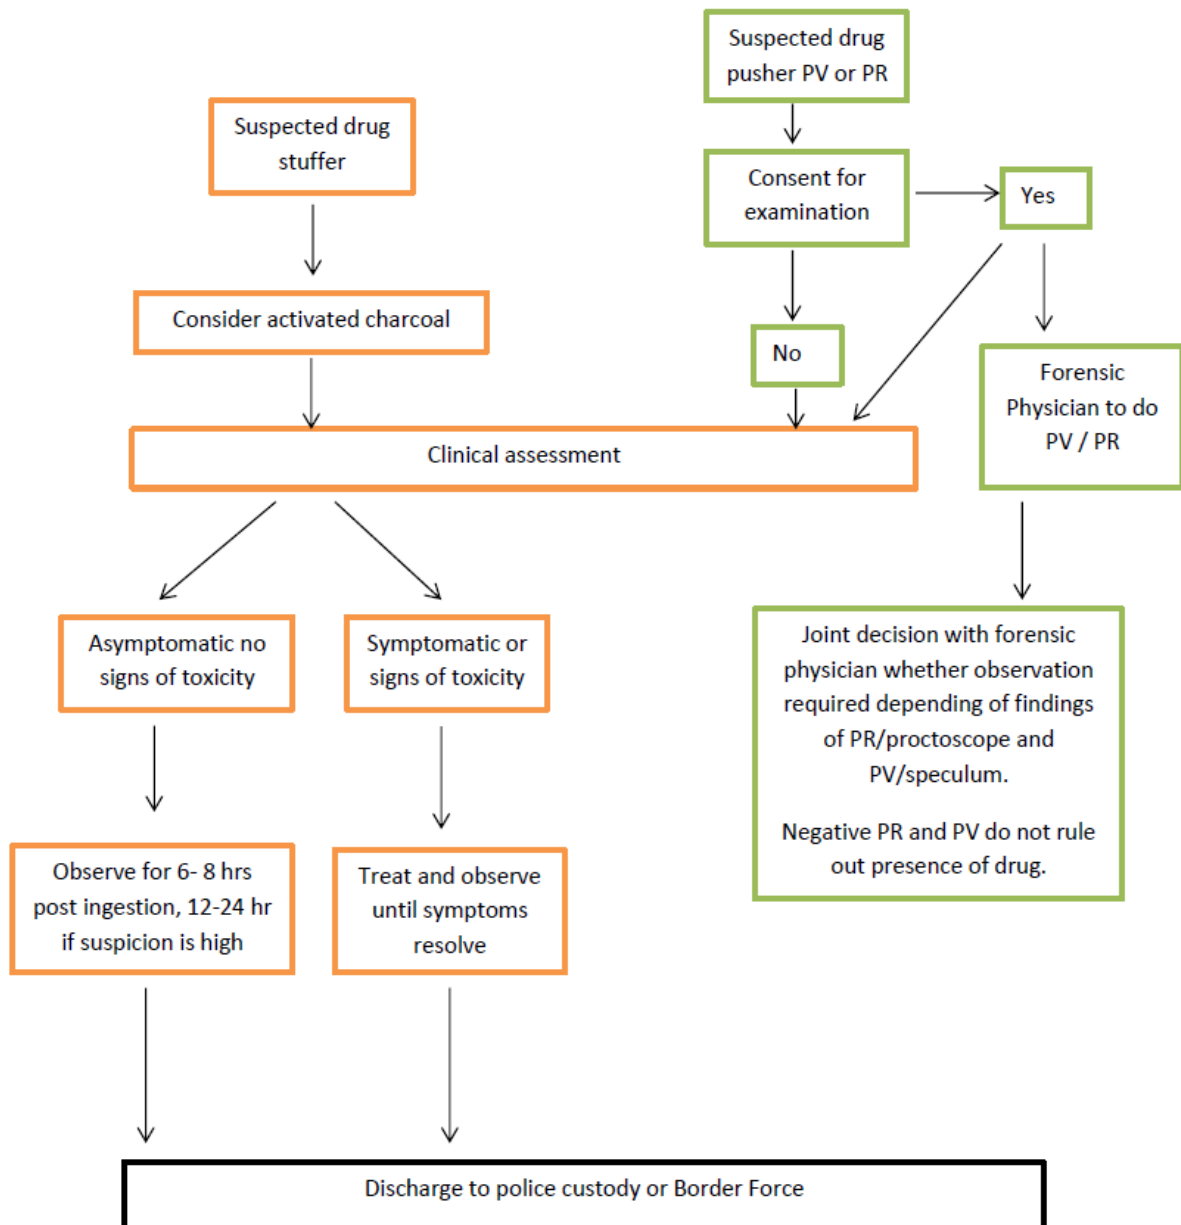 Suspected drug
pusher PV or PR
Suspected drug
stuffer
Consent for
examination
Yes
Consider activated charcoal
No
Forensic
Physician to do
PV / PR
Clinical assessment
Asymptomatic no
signs of toxicity
Symptomatic or
signs of toxicity
Joint decision with forensic
physician whether observation
required depending of findings
of PR/proctoscope and
PV/speculum.
Negative PR and PV do not rule
out presence of drug.
Observe for 6- 8 hrs
post ingestion, 12-24 hr
if suspicion is high
Treat and observe
until symptoms
resolve
Discharge to police custody or Border Force